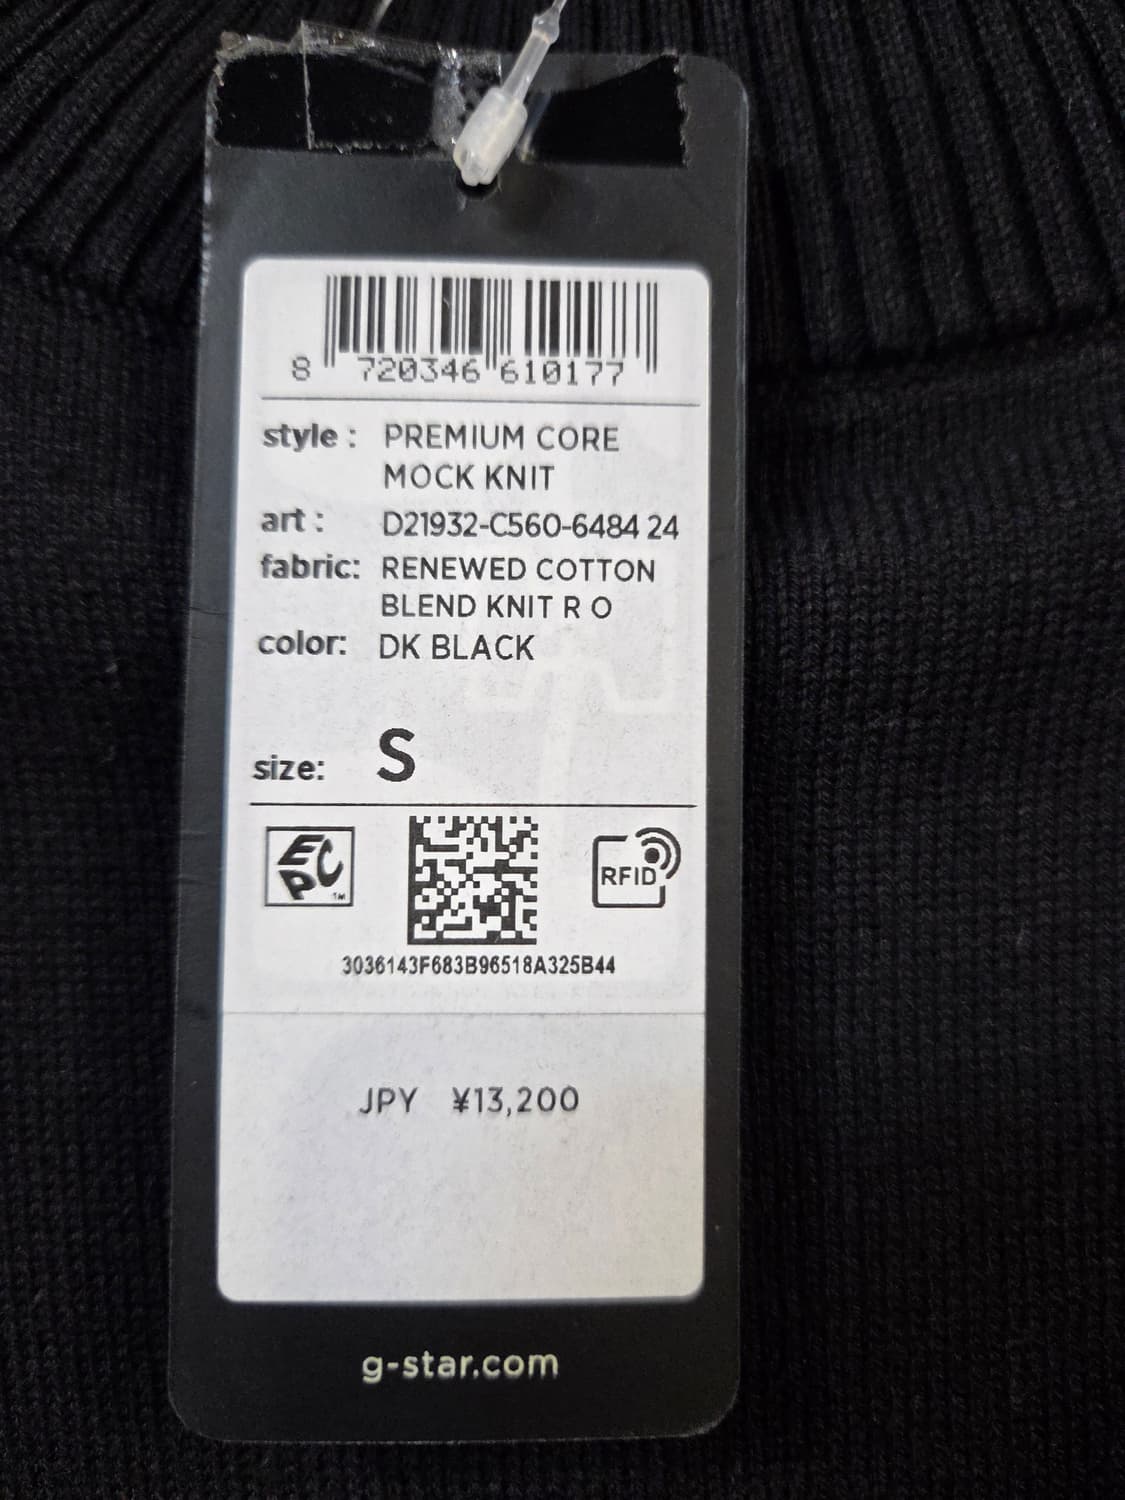 8 720346 610177
style : PREMIUM CORE
MOCK KNIT
art : D21932-C560-6484 24
fabric: RENEWED COTTON
BLEND KNIT R O
color: DK BLACK
size: S
EPC TM
RFID
3036143F683B96518A325B44
JPY ¥13,200
g-star.com